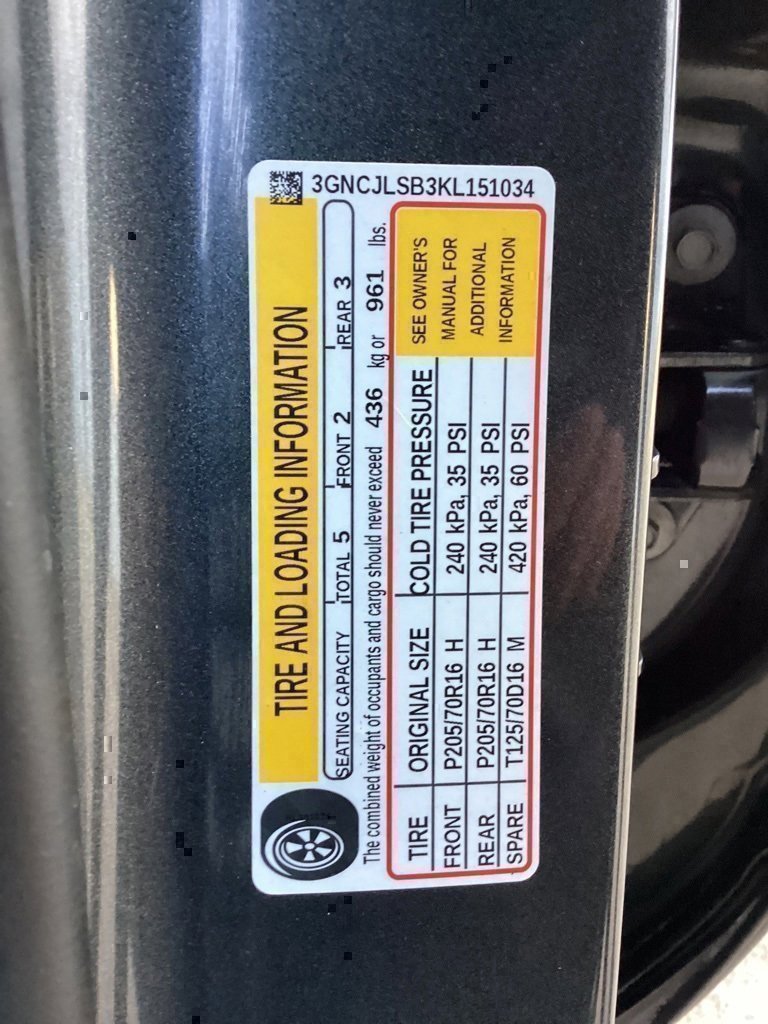 3GNCJLSB3KL151034
TIRE AND LOADING INFORMATION
SEATING CAPACITY TOTAL 5 FRONT 2 REAR 3
The combined weight of occupants and cargo should never exceed 436 kg or 961 lbs.
TIRE ORIGINAL SIZE COLD TIRE PRESSURE
FRONT P205/70R16 H 240 kPa, 35 PSI
REAR P205/70R16 H 240 kPa, 35 PSI
SPARE T125/70D16 M 420 kPa, 60 PSI
SEE OWNER'S
MANUAL FOR
ADDITIONAL
INFORMATION